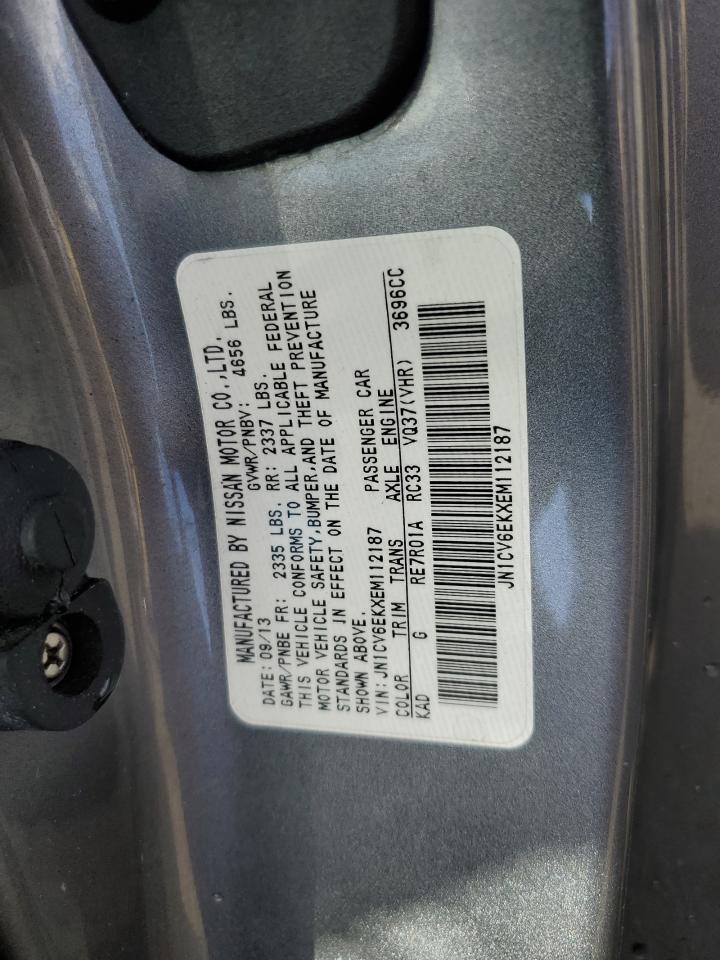 MANUFACTURED BY NISSAN MOTOR CO.,LTD.
DATE: 09/13 GVWR/PNBV: 4656 LBS.
GAWR/PNBE FR: 2335 LBS. RR: 2337 LBS.
THIS VEHICLE CONFORMS TO ALL APPLICABLE FEDERAL
MOTOR VEHICLE SAFETY,BUMPER,AND THEFT PREVENTION
STANDARDS IN EFFECT ON THE DATE OF MANUFACTURE
SHOWN ABOVE.
VIN: JN1CV6EKXEM112187 PASSENGER CAR
COLOR TRIM TRANS AXLE ENGINE
KAD G RE7R01A RC33 VQ37(VHR) 3696CC
JN1CV6EKXEM112187